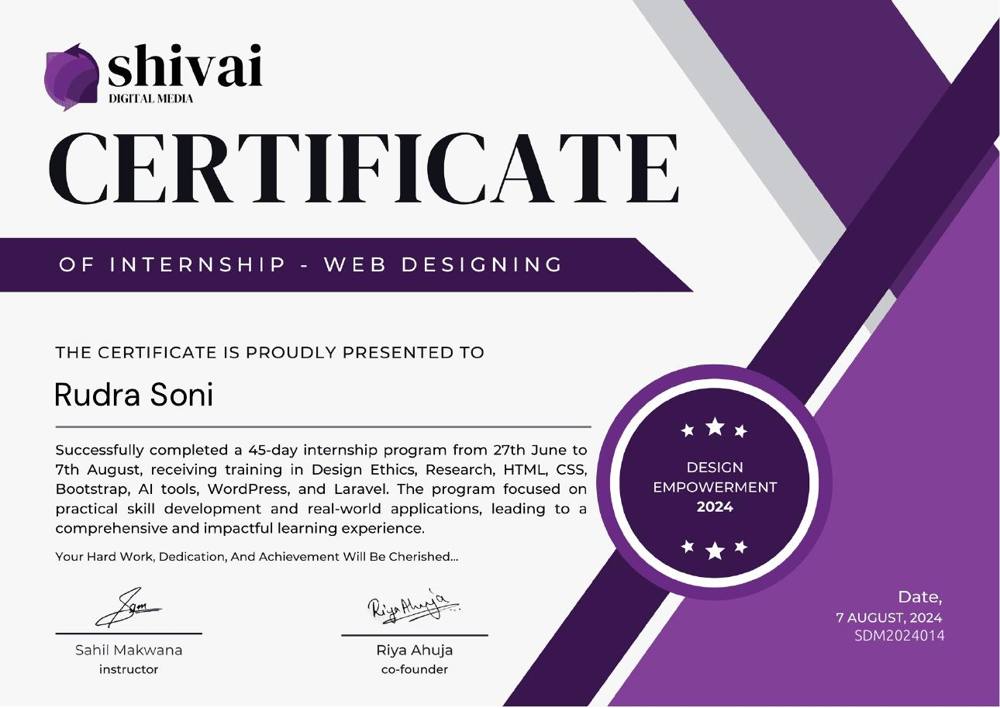 shivai
DIGITAL MEDIA
CERTIFICATE
OF INTERNSHIP - WEB DESIGNING
THE CERTIFICATE IS PROUDLY PRESENTED TO
Rudra Soni
Successfully completed a 45-day internship program from 27th June to
7th August, receiving training in Design Ethics, Research, HTML, CSS,
Bootstrap, AI tools, WordPress, and Laravel. The program focused on
practical skill development and real-world applications, leading to a
comprehensive and impactful learning experience.
Your Hard Work, Dedication, And Achievement Will Be Cherished...
DESIGN
EMPOWERMENT
2024
Riya Ahuja
Sahil Makwana
instructor
Riya Ahuja
co-founder
Date,
7 AUGUST, 2024
SDM2024014